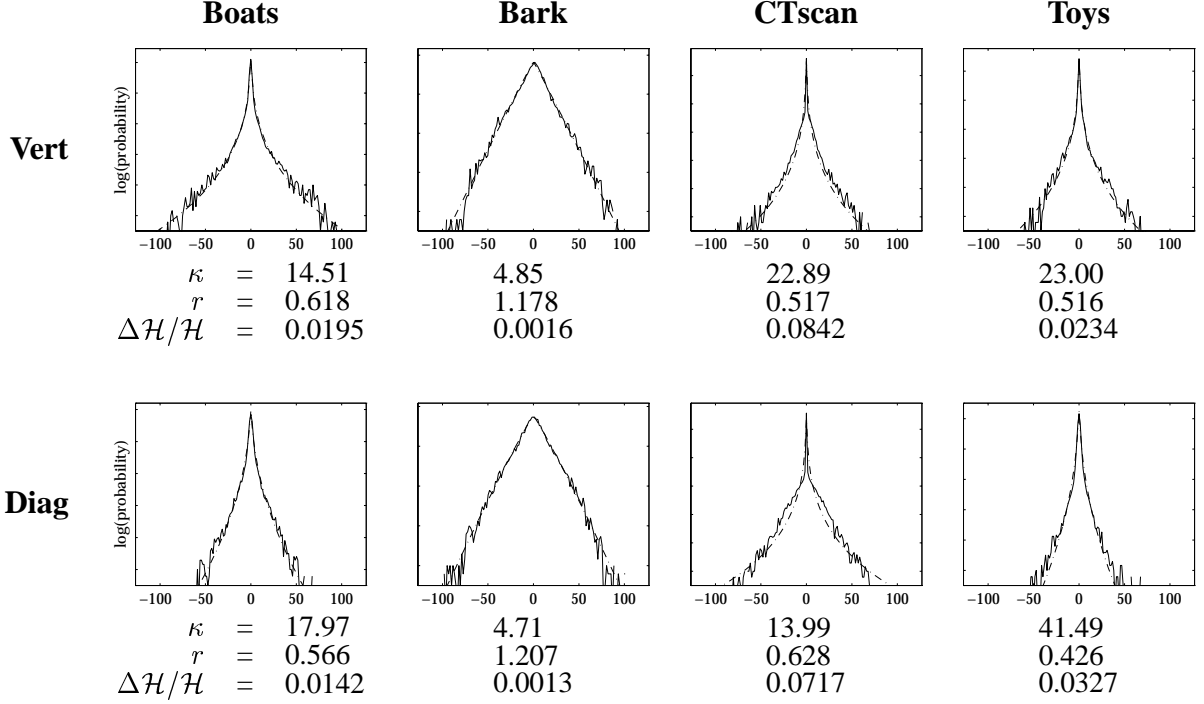 Boats Bark CTscan Toys
Vert
log(probability)
−100 −50 0 50 100 −100 −50 0 50 100 −100 −50 0 50 100 −100 −50 0 50 100
κ = 14.51 4.85 22.89 23.00
r = 0.618 1.178 0.517 0.516
Δℋ/ℋ = 0.0195 0.0016 0.0842 0.0234
Diag
log(probability)
−100 −50 0 50 100 −100 −50 0 50 100 −100 −50 0 50 100 −100 −50 0 50 100
κ = 17.97 4.71 13.99 41.49
r = 0.566 1.207 0.628 0.426
Δℋ/ℋ = 0.0142 0.0013 0.0717 0.0327